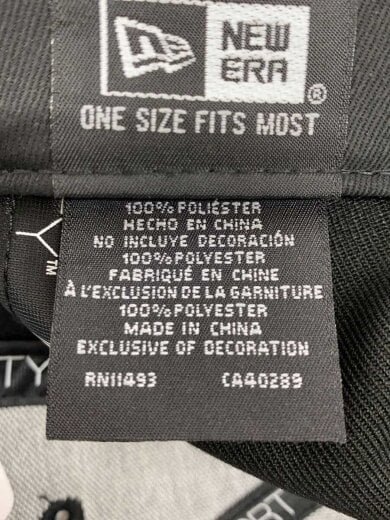 NEW
ERA®
ONE SIZE FITS MOST
100% POLIÉSTER
HECHO EN CHINA
NO INCLUYE DECORACIÓN
100% POLYESTER
FABRIQUÉ EN CHINE
À L'EXCLUSION DE LA GARNITURE
100% POLYESTER
MADE IN CHINA
EXCLUSIVE OF DECORATION
RN11493 CA40289
TM